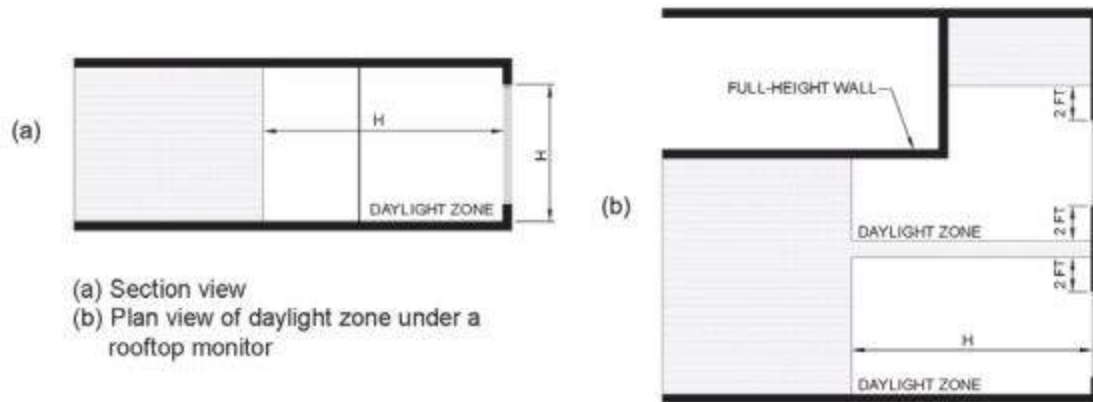 (a)
H
H
DAYLIGHT ZONE
(a) Section view
(b) Plan view of daylight zone under a
rooftop monitor
(b)
FULL-HEIGHT WALL
2 FT
2 FT
DAYLIGHT ZONE
2 FT
H
DAYLIGHT ZONE